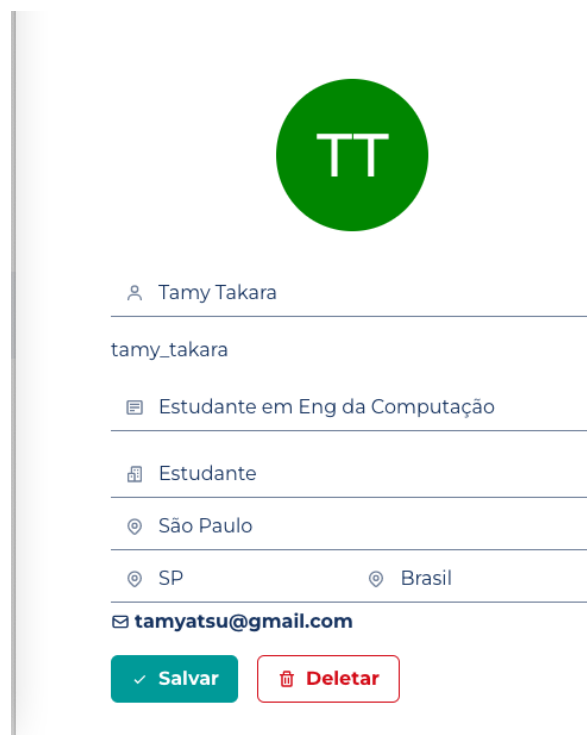 TT
Tamy Takara
tamy_takara
Estudante em Eng da Computação
Estudante
São Paulo
SP Brasil
tamyatsu@gmail.com
Salvar Deletar